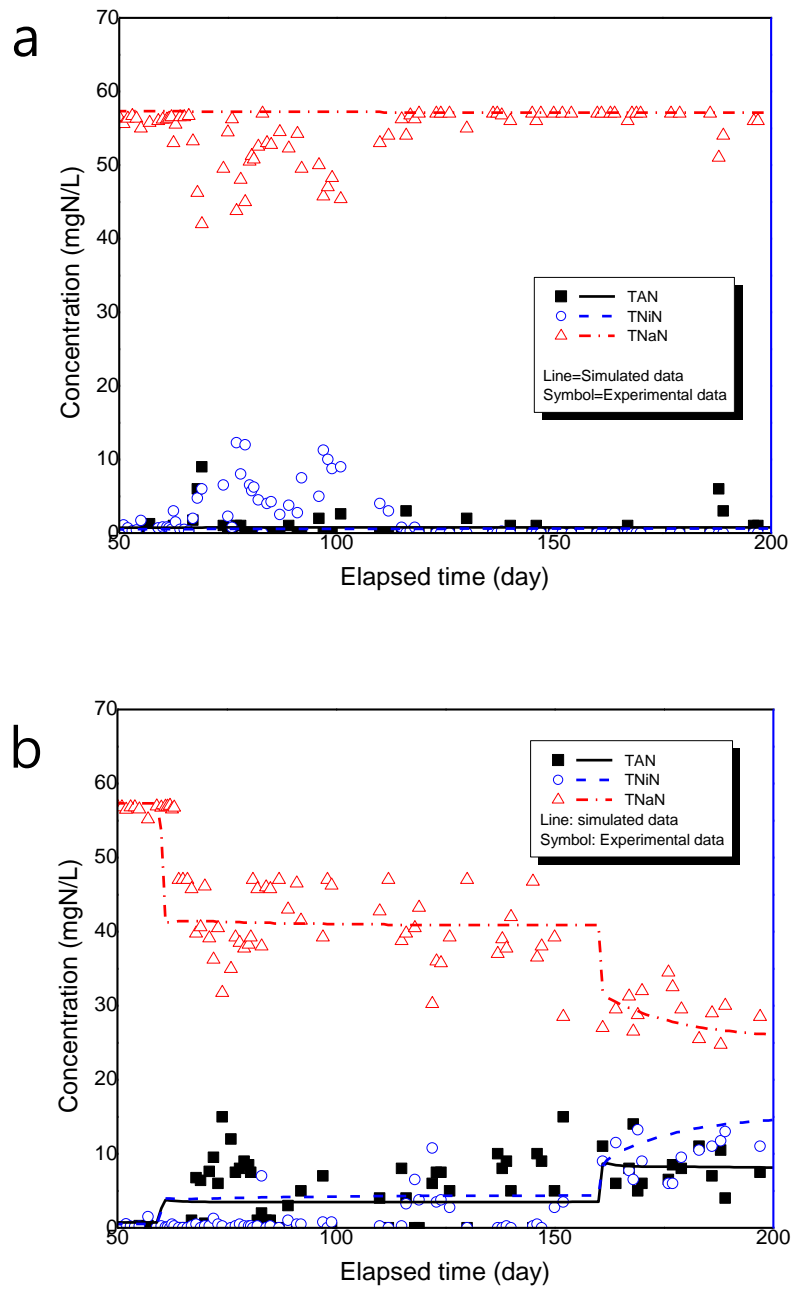 a
70
60
50
40
30
20
10
0
Concentration (mgN/L)
TAN
TNiN
TNaN
Line=Simulated data
Symbol=Experimental data
50
100
150
200
Elapsed time (day)
b
70
60
50
40
30
20
10
0
Concentration (mgN/L)
TAN
TNiN
TNaN
Line: simulated data
Symbol: Experimental data
50
100
150
200
Elapsed time (day)